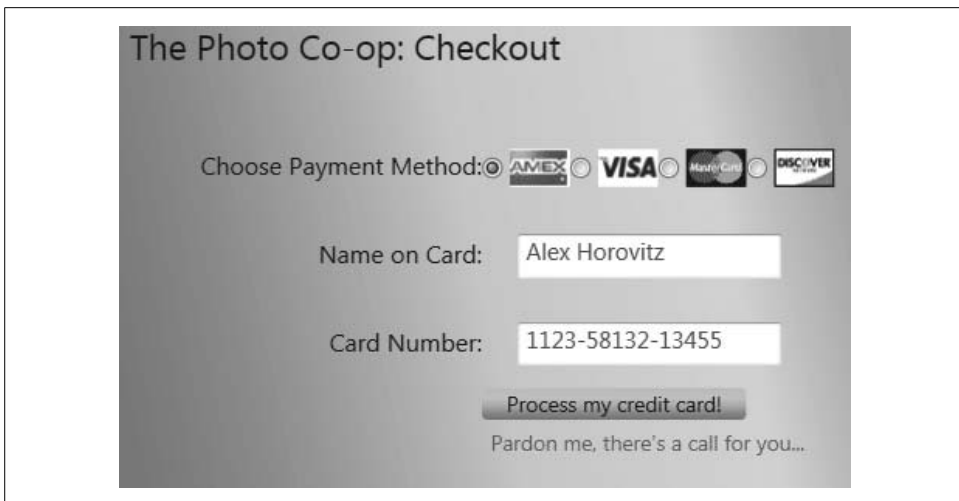 The Photo Co-op: Checkout
Choose Payment Method: AMEX VISA MasterCard DISCOVER NETWORK
Name on Card: Alex Horovitz
Card Number: 1123-58132-13455
Process my credit card!
Pardon me, there's a call for you...